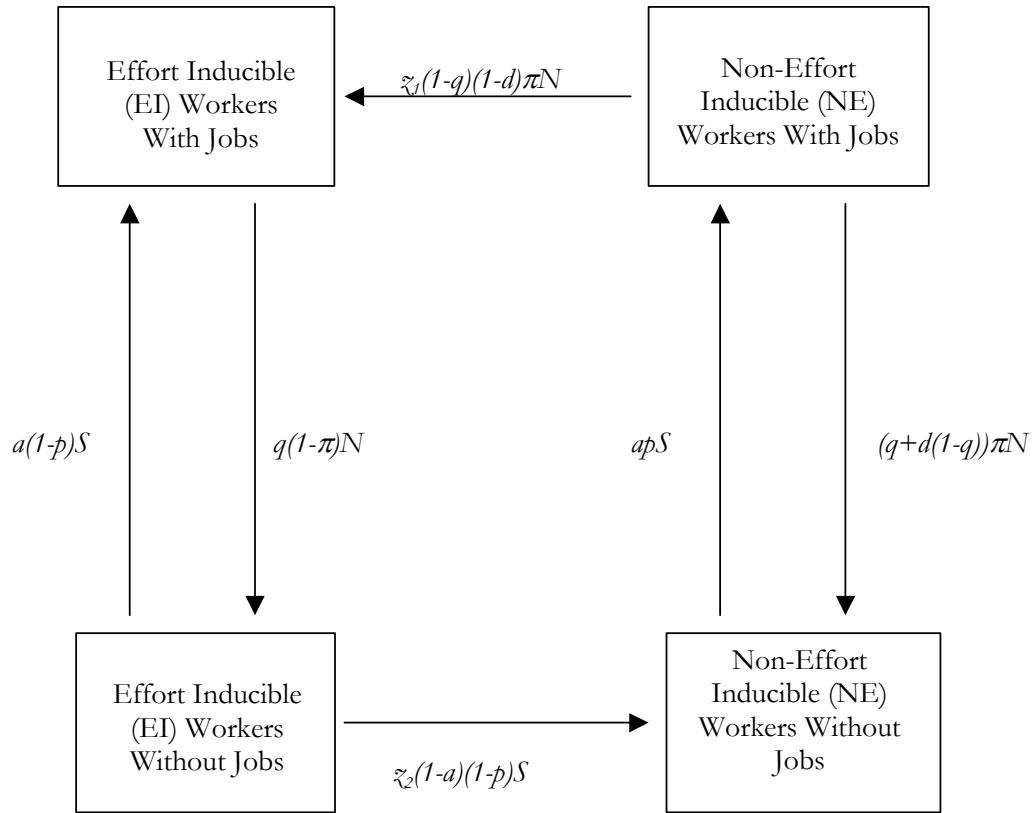 Effort Inducible
(EI) Workers
With Jobs
z₁(1-q)(1-d)πN
Non-Effort
Inducible (NE)
Workers With Jobs
a(1-p)S
q(1-π)N
apS
(q+d(1-q))πN
Effort Inducible
(EI) Workers
Without Jobs
z₂(1-a)(1-p)S
Non-Effort
Inducible (NE)
Workers Without
Jobs